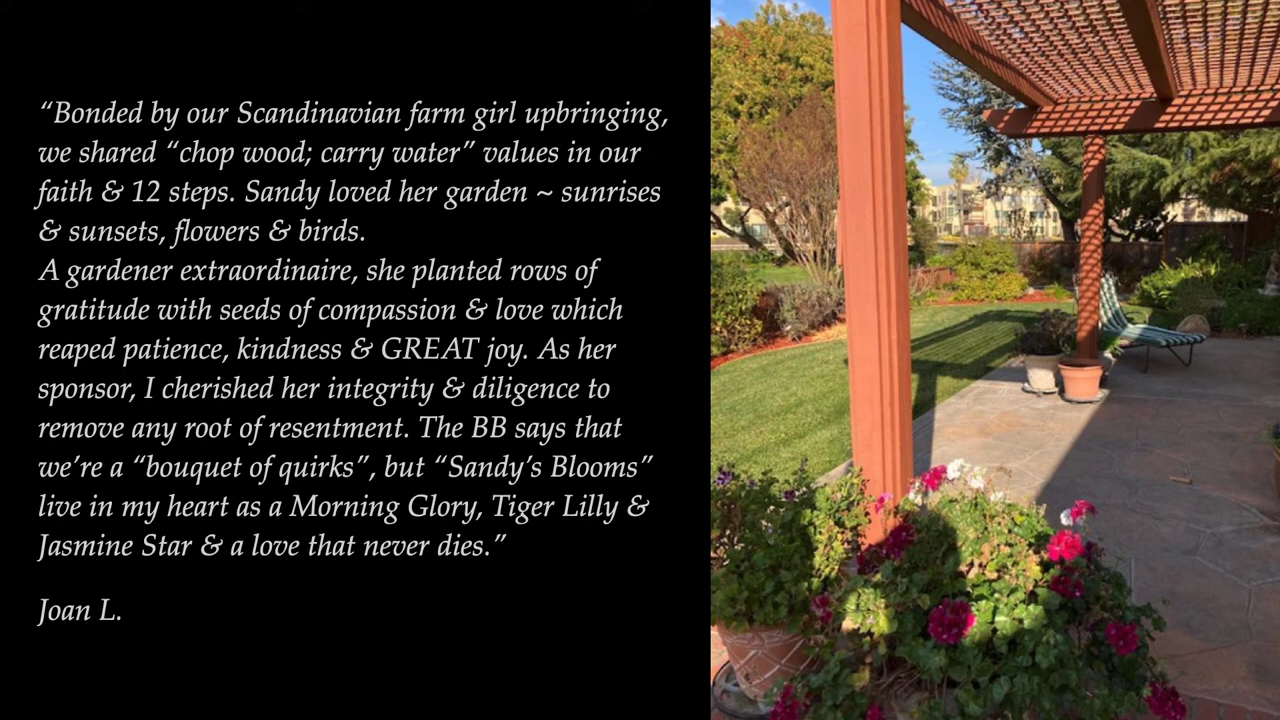 “Bonded by our Scandinavian farm girl upbringing,
we shared “chop wood; carry water” values in our
faith & 12 steps. Sandy loved her garden ~ sunrises
& sunsets, flowers & birds.
A gardener extraordinaire, she planted rows of
gratitude with seeds of compassion & love which
reaped patience, kindness & GREAT joy. As her
sponsor, I cherished her integrity & diligence to
remove any root of resentment. The BB says that
we’re a “bouquet of quirks”, but “Sandy’s Blooms”
live in my heart as a Morning Glory, Tiger Lilly &
Jasmine Star & a love that never dies.”
Joan L.